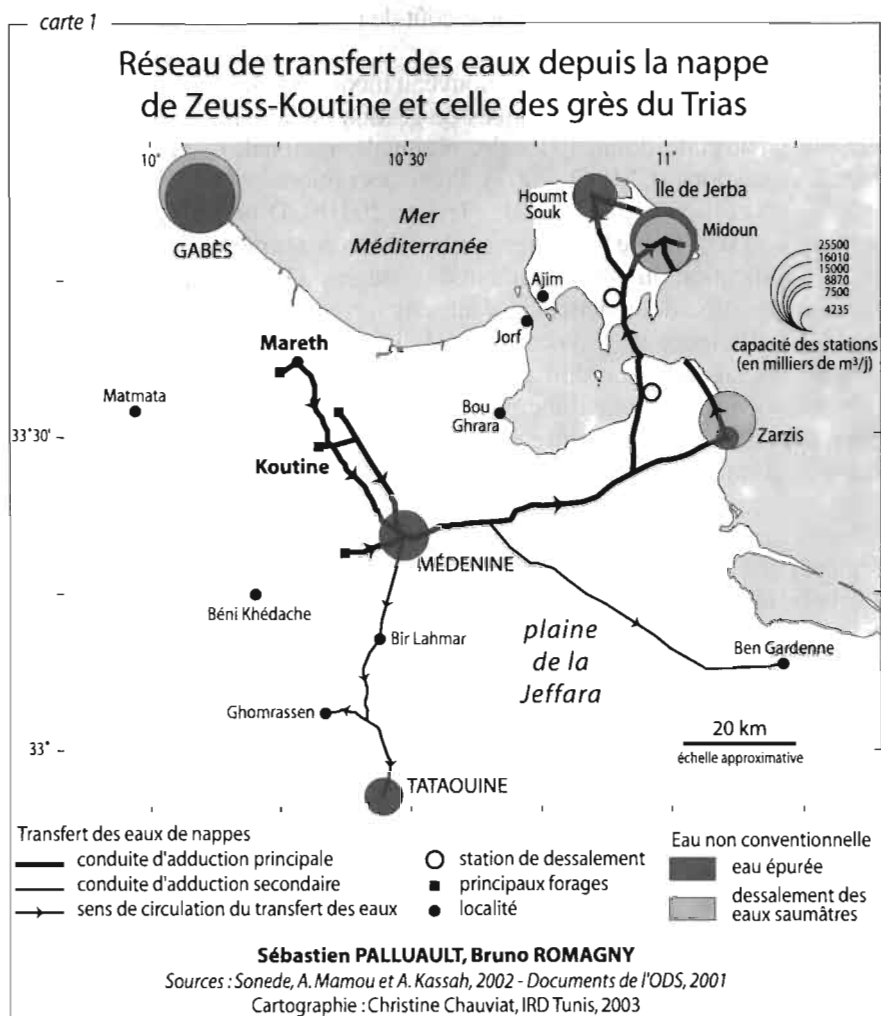 carte 1
Réseau de transfert des eaux depuis la nappe
de Zeuss-Koutine et celle des grès du Trias
10°
10°30'
11°
Houmt
Souk
Île de Jerba
Midoun
Mer
Méditerranée
GABÈS
Ajim
Jorf
25500
16010
15000
8870
7500
4235
capacité des stations
(en milliers de m³/j)
Mareth
Matmata
Bou
Ghrara
33°30'
Zarzis
Koutine
MÉDENINE
Béni Khédache
Bir Lahmar
plaine
de la
Jeffara
Ben Gardenne
Ghomrassen
20 km
échelle approximative
33°
TATAOUINE
Transfert des eaux de nappes
conduite d'adduction principale
conduite d'adduction secondaire
sens de circulation du transfert des eaux
station de dessalement
principaux forages
localité
Eau non conventionnelle
eau épurée
dessalement des
eaux saumâtres
Sébastien PALLUAULT, Bruno ROMAGNY
Sources : Sonede, A. Mamou et A. Kassah, 2002 - Documents de l'ODS, 2001
Cartographie : Christine Chauviat, IRD Tunis, 2003